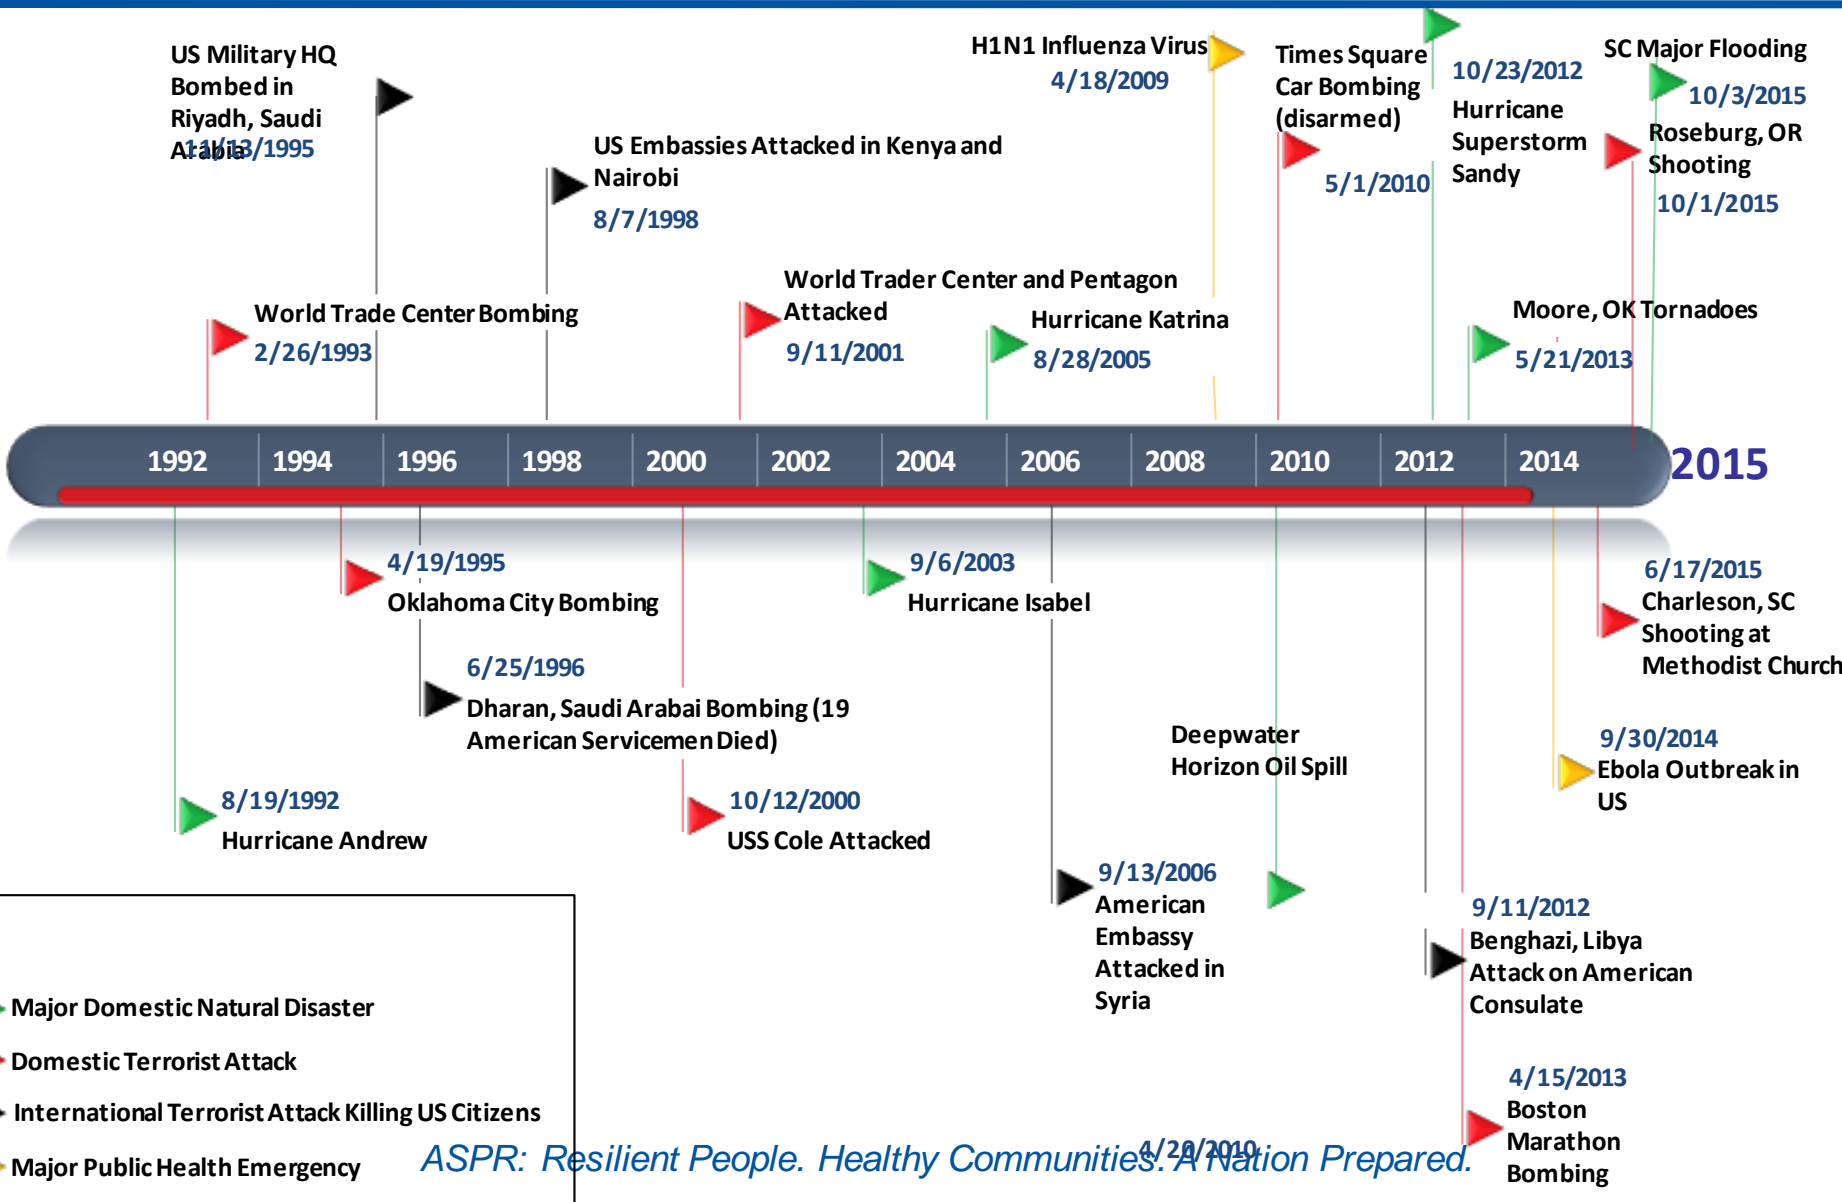 US Military HQ
Bombed in
Riyadh, Saudi
Arabia
11/13/1995
H1N1 Influenza Virus
4/18/2009
Times Square
Car Bombing
(disarmed)
5/1/2010
10/23/2012
Hurricane
Superstorm
Sandy
SC Major Flooding
10/3/2015
Roseburg, OR
Shooting
10/1/2015
US Embassies Attacked in Kenya and
Nairobi
8/7/1998
World Trade Center Bombing
2/26/1993
World Trader Center and Pentagon
Attacked
9/11/2001
Hurricane Katrina
8/28/2005
Moore, OK Tornadoes
5/21/2013
1992 1994 1996 1998 2000 2002 2004 2006 2008 2010 2012 2014 2015
4/19/1995
Oklahoma City Bombing
9/6/2003
Hurricane Isabel
6/17/2015
Charleson, SC
Shooting at
Methodist Church
6/25/1996
Dharan, Saudi Arabai Bombing (19
American Servicemen Died)
Deepwater
Horizon Oil Spill
9/30/2014
Ebola Outbreak in
US
8/19/1992
Hurricane Andrew
10/12/2000
USS Cole Attacked
9/13/2006
American
Embassy
Attacked in
Syria
9/11/2012
Benghazi, Libya
Attack on American
Consulate
4/15/2013
Boston
Marathon
Bombing
Major Domestic Natural Disaster
Domestic Terrorist Attack
International Terrorist Attack Killing US Citizens
Major Public Health Emergency
ASPR: Resilient People. Healthy Communities. A Nation Prepared.
4/20/2010